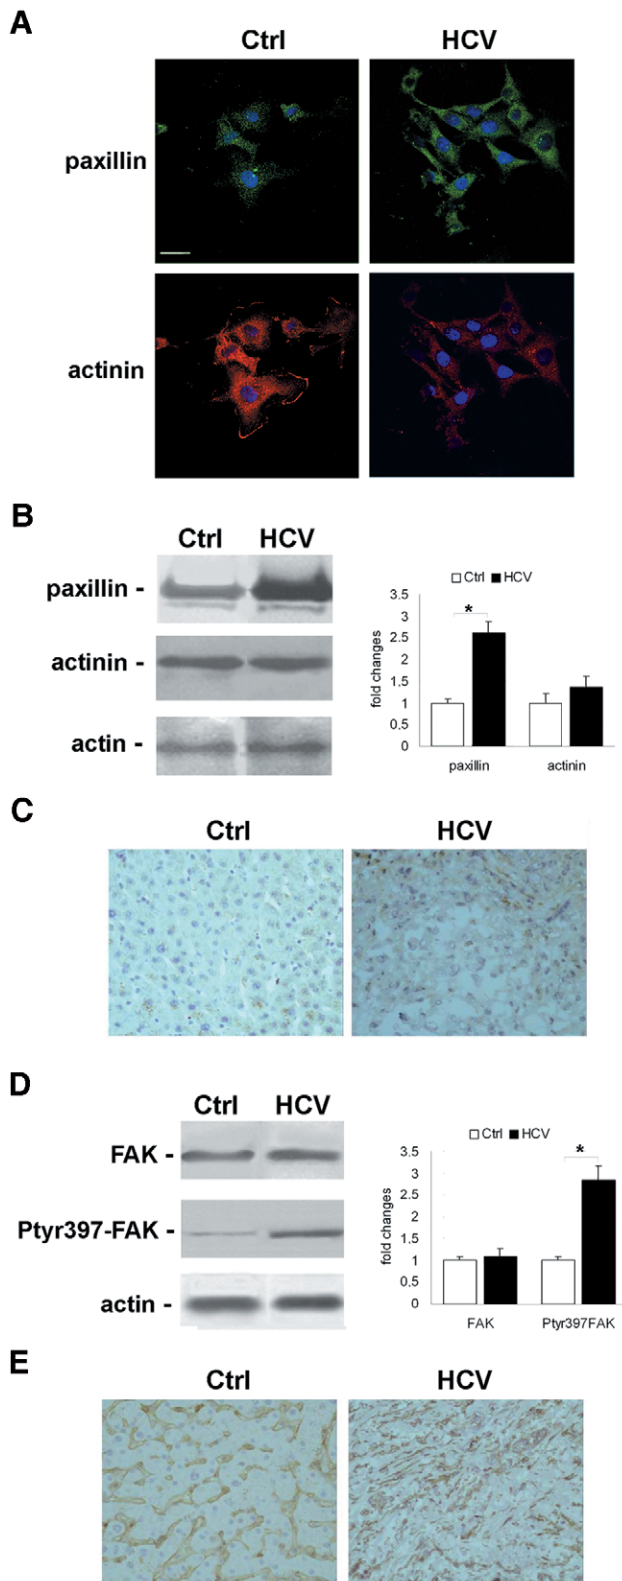 A
Ctrl HCV
paxillin
actinin
B
Ctrl HCV
paxillin -
actinin -
actin -
Ctrl HCV
fold changes
3.5
3
2.5
2
1.5
1
0.5
0
*
paxillin actinin
C
Ctrl HCV
D
Ctrl HCV
FAK -
Ptyr397-FAK -
actin -
Ctrl HCV
fold changes
3.5
3
2.5
2
1.5
1
0.5
0
*
FAK Ptyr397FAK
E
Ctrl HCV